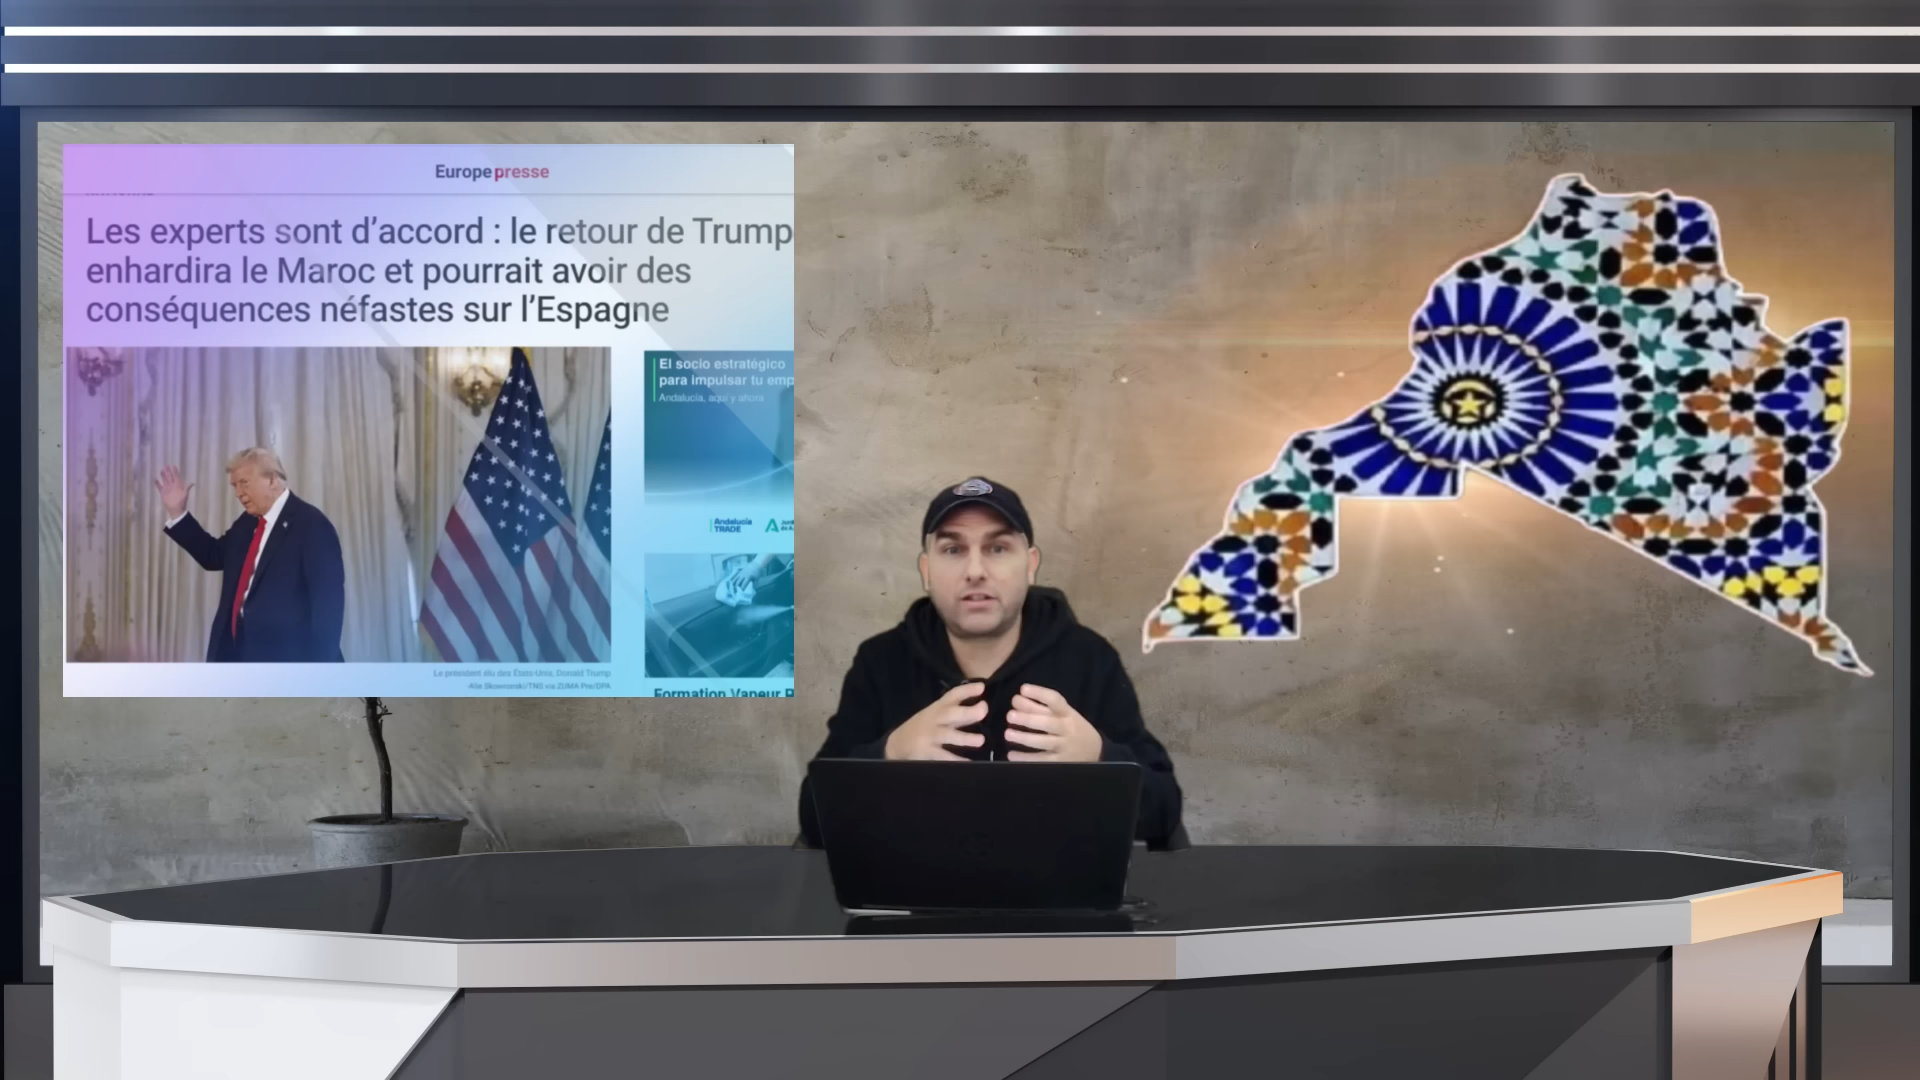 Europe presse
Les experts sont d'accord : le retour de Trump
enhardira le Maroc et pourrait avoir des
conséquences néfastes sur l'Espagne
El socio estratégico
para impulsar tu emp
Andalucía, aquí y ahora
Andalucía
TRADE
Le président élu des États-Unis, Donald Trump
Formation Vapeur